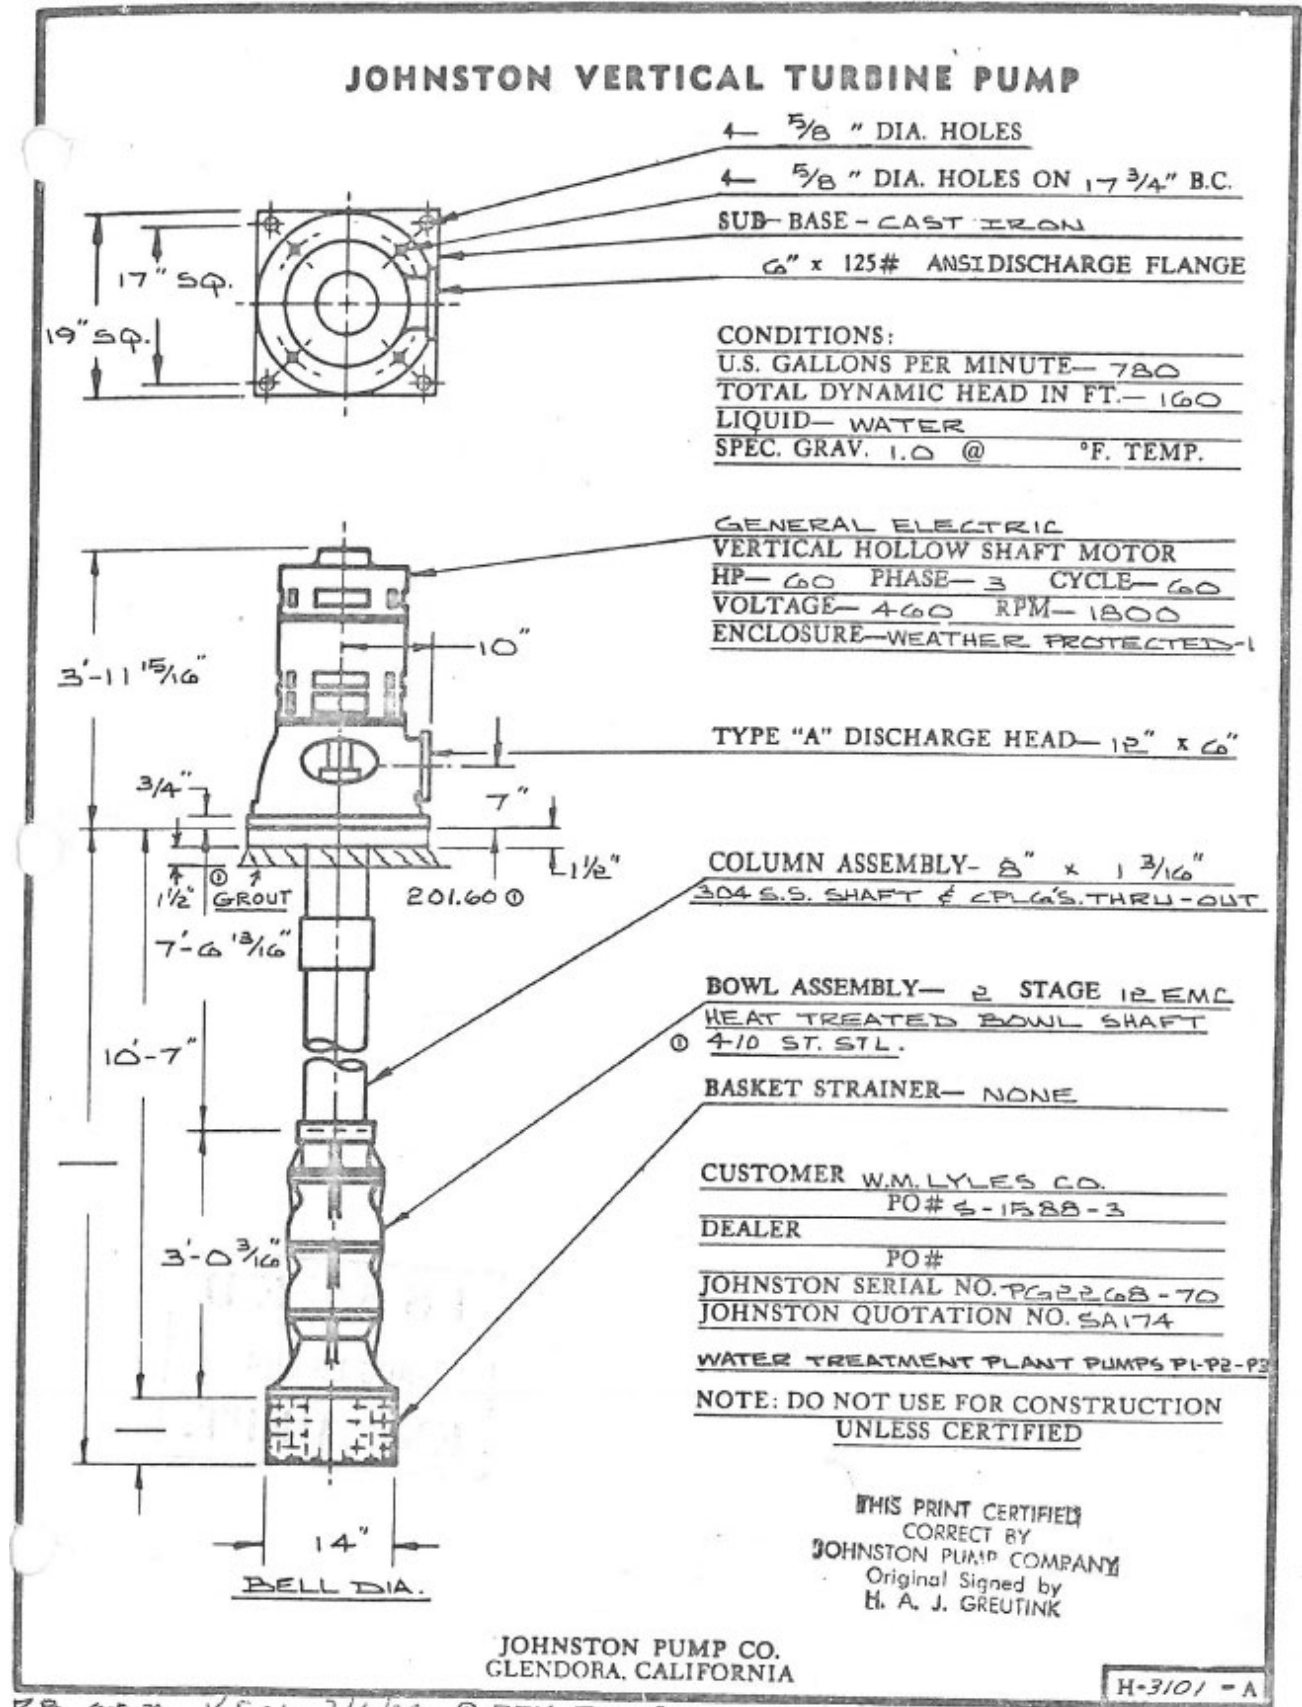 JOHNSTON VERTICAL TURBINE PUMP
4— 5/8 " DIA. HOLES
4— 5/8 " DIA. HOLES ON 17 3/4" B.C.
SUB-BASE - CAST IRON
6" x 125# ANSI DISCHARGE FLANGE
17" SQ.
19" SQ.
CONDITIONS:
U.S. GALLONS PER MINUTE— 780
TOTAL DYNAMIC HEAD IN FT.— 160
LIQUID— WATER
SPEC. GRAV. 1.0 @ °F. TEMP.
GENERAL ELECTRIC
VERTICAL HOLLOW SHAFT MOTOR
HP— 60 PHASE— 3 CYCLE— 60
VOLTAGE— 460 RPM— 1800
ENCLOSURE—WEATHER PROTECTED-1
10"
3'-11 15/16"
TYPE "A" DISCHARGE HEAD— 12" x 6"
3/4"
7"
1 1/2"
1 1/2"
① GROUT
201.60 ①
COLUMN ASSEMBLY- 8" x 1 3/16"
304 S.S. SHAFT & CPLG'S. THRU-OUT
7'-6 13/16"
BOWL ASSEMBLY— 2 STAGE 12 EMC
HEAT TREATED BOWL SHAFT
① 410 ST. STL.
10'-7"
BASKET STRAINER— NONE
CUSTOMER W.M. LYLES CO.
PO# S-1588-3
DEALER
PO#
3'-0 3/16"
JOHNSTON SERIAL NO. PG2268-70
JOHNSTON QUOTATION NO. SA174
WATER TREATMENT PLANT PUMPS P1-P2-P3
NOTE: DO NOT USE FOR CONSTRUCTION
UNLESS CERTIFIED
THIS PRINT CERTIFIED
CORRECT BY
JOHNSTON PUMP COMPANY
Original Signed by
H. A. J. GREUTINK
14"
BELL DIA.
JOHNSTON PUMP CO.
GLENDORA, CALIFORNIA
H-3101-A